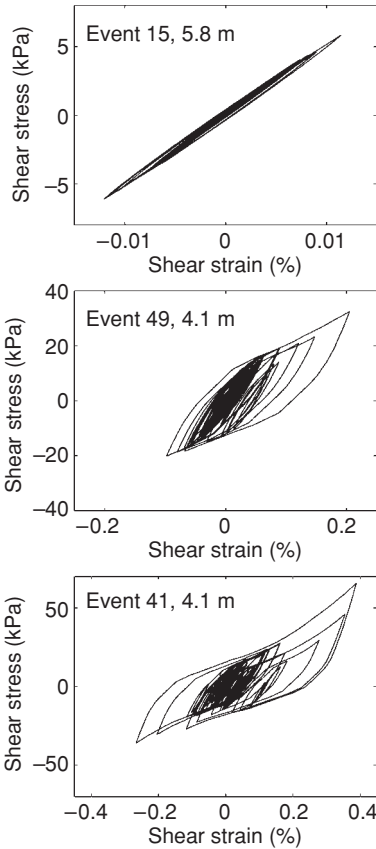 Event 15, 5.8 m
Shear stress (kPa)
5
0
−5
−0.01
0
0.01
Shear strain (%)
Event 49, 4.1 m
Shear stress (kPa)
40
20
0
−20
−40
−0.2
0
0.2
Shear strain (%)
Event 41, 4.1 m
Shear stress (kPa)
50
0
−50
−0.4
−0.2
0
0.2
0.4
Shear strain (%)